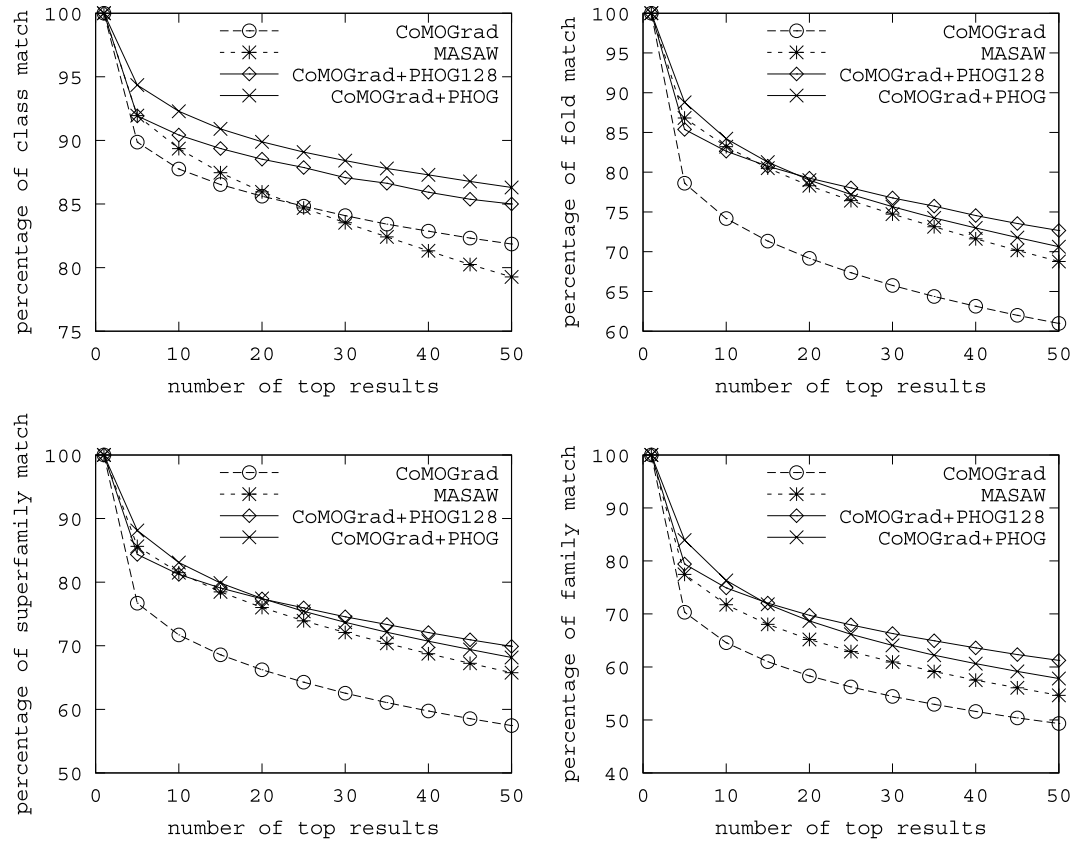 percentage of class match
100
95
90
85
80
75
0 10 20 30 40 50
number of top results
CoMOGrad
MASAW
CoMOGrad+PHOG128
CoMOGrad+PHOG
percentage of fold match
100
95
90
85
80
75
70
65
60
0 10 20 30 40 50
number of top results
CoMOGrad
MASAW
CoMOGrad+PHOG128
CoMOGrad+PHOG
percentage of superfamily match
100
90
80
70
60
50
0 10 20 30 40 50
number of top results
CoMOGrad
MASAW
CoMOGrad+PHOG128
CoMOGrad+PHOG
percentage of family match
100
90
80
70
60
50
40
0 10 20 30 40 50
number of top results
CoMOGrad
MASAW
CoMOGrad+PHOG128
CoMOGrad+PHOG